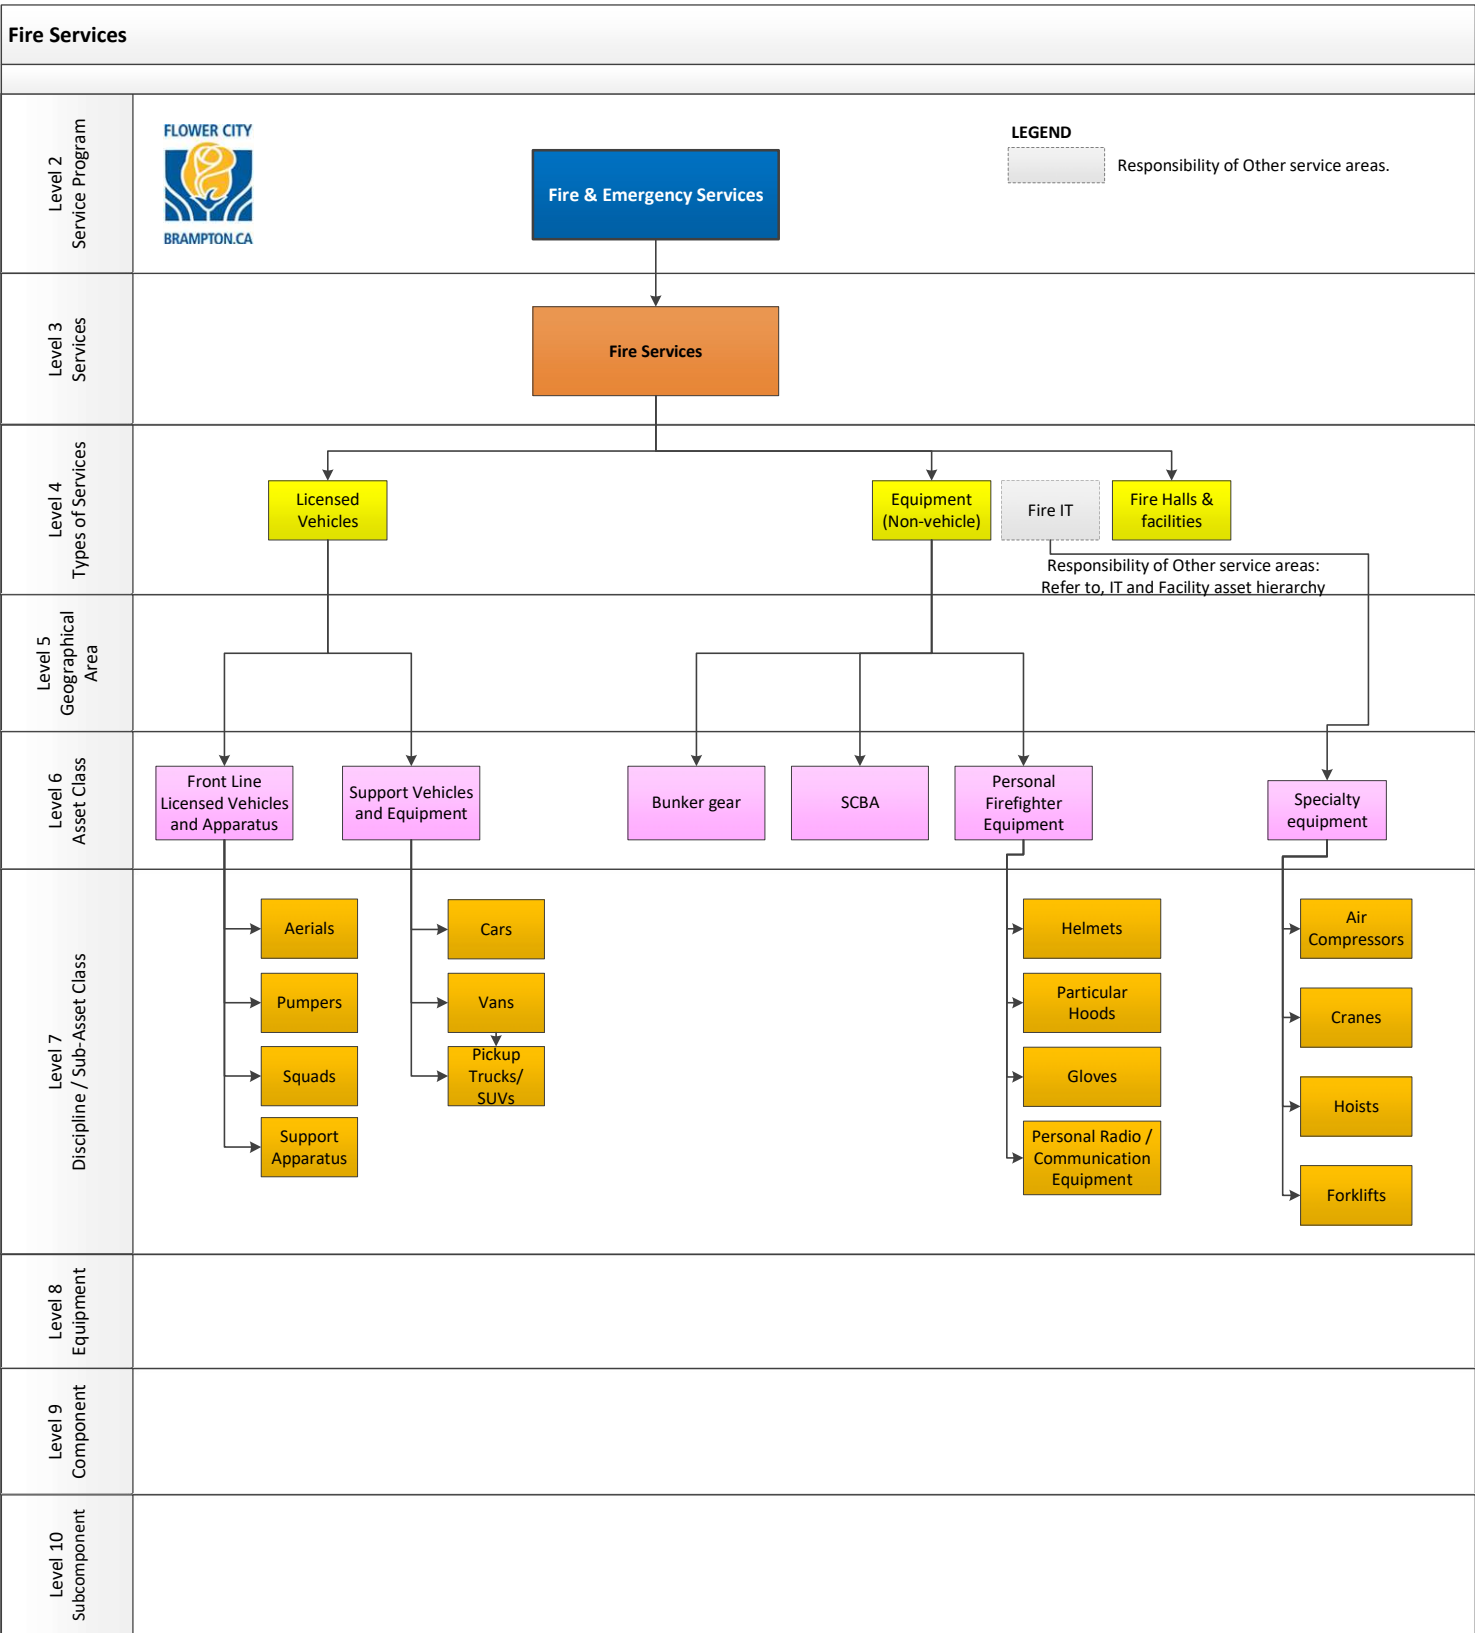 Fire Services
Level 2
Service Program
FLOWER CITY
BRAMPTON.CA
Fire & Emergency Services
LEGEND
Responsibility of Other service areas.
Level 3
Services
Fire Services
Level 4
Types of Services
Licensed
Vehicles
Equipment
(Non-vehicle)
Fire IT
Fire Halls &
facilities
Responsibility of Other service areas:
Refer to, IT and Facility asset hierarchy
Level 5
Geographical
Area
Level 6
Asset Class
Front Line
Licensed Vehicles
and Apparatus
Support Vehicles
and Equipment
Bunker gear
SCBA
Personal
Firefighter
Equipment
Specialty
equipment
Level 7
Discipline / Sub-Asset Class
Aerials
Pumpers
Squads
Support
Apparatus
Cars
Vans
Pickup
Trucks/
SUVs
Helmets
Particular
Hoods
Gloves
Personal Radio /
Communication
Equipment
Air
Compressors
Cranes
Hoists
Forklifts
Level 8
Equipment
Level 9
Component
Level 10
Subcomponent